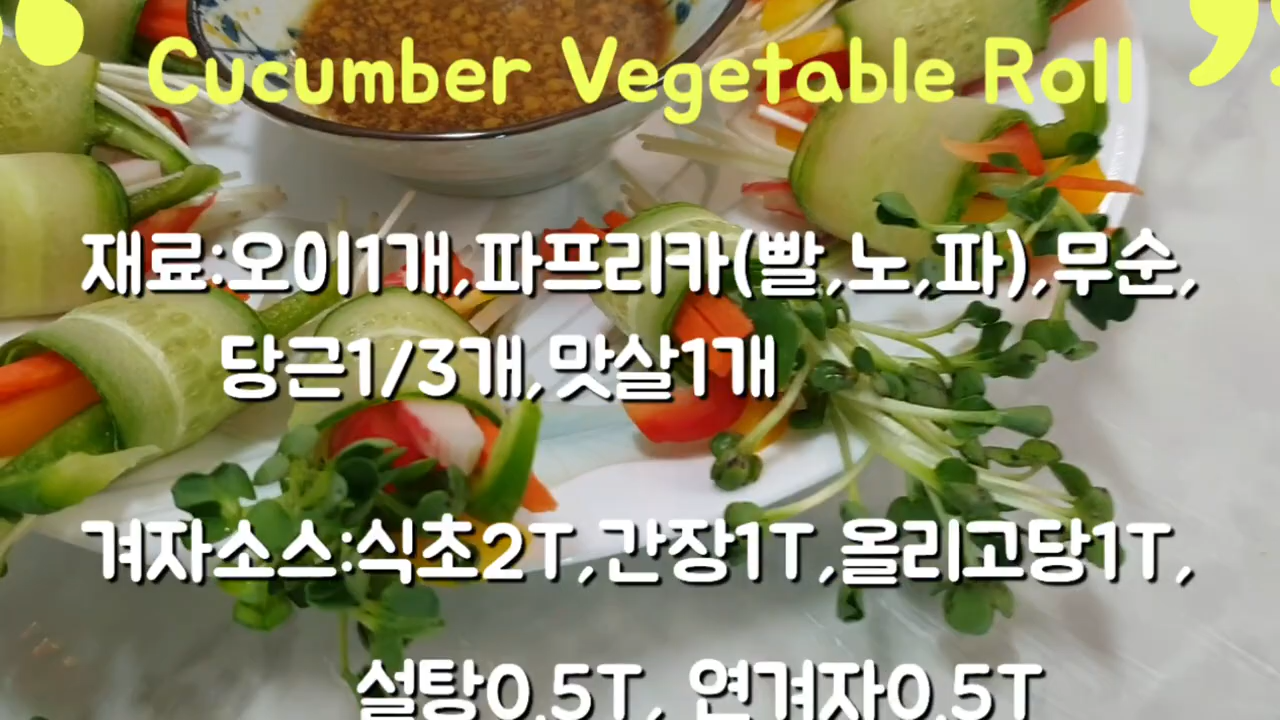 Cucumber Vegetable Roll
재료:오이1개,파프리카(빨,노,파),무순,
당근1/3개,맛살1개
겨자소스:식초2T,간장1T,올리고당1T,
설탕0.5T, 연겨자0.5T